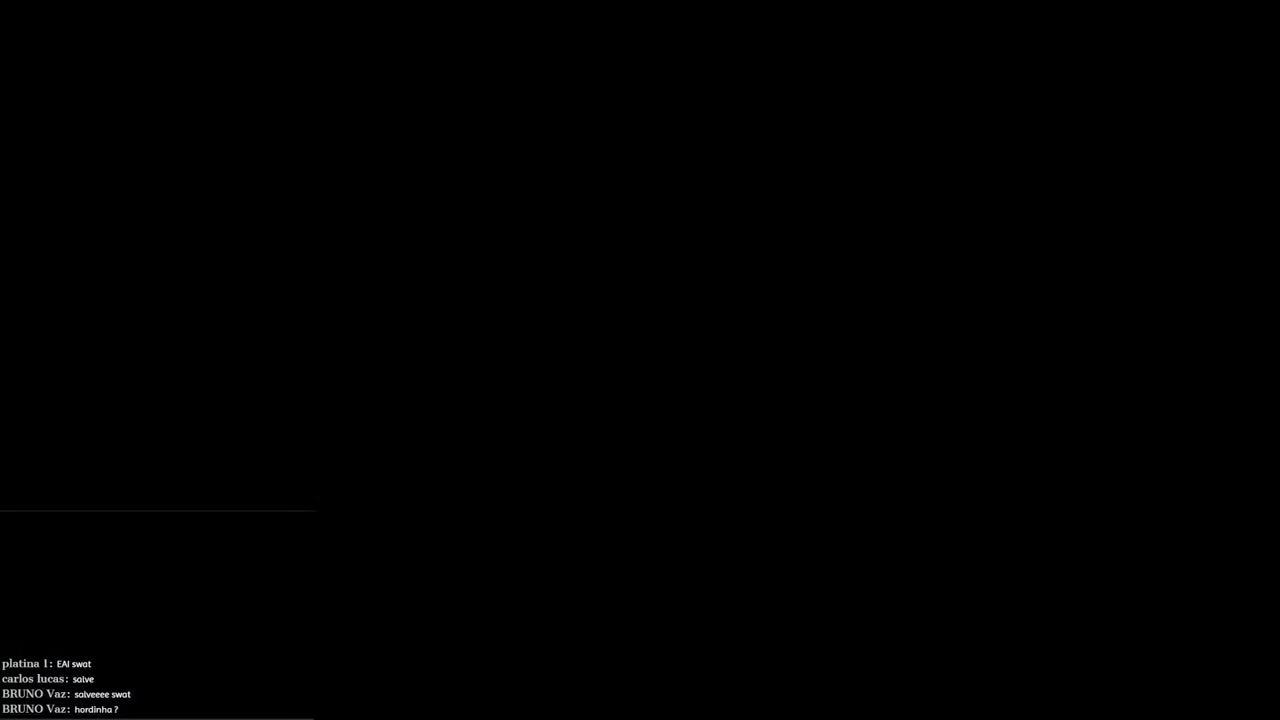 platina 1: EAI swat
carlos lucas: salve
BRUNO Vaz: salveeee swat
BRUNO Vaz: hordinha ?